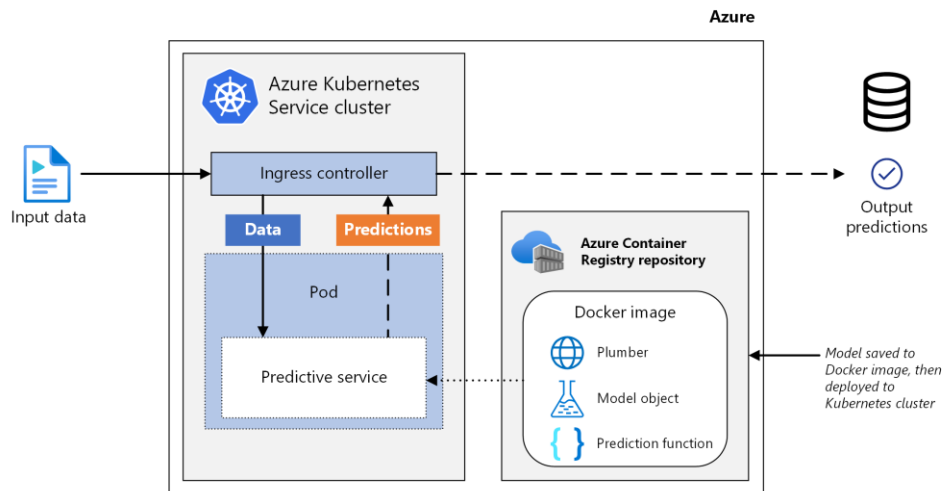 Azure
Azure Kubernetes
Service cluster
Input data
Ingress controller
Output
predictions
Data
Predictions
Pod
Predictive service
Azure Container
Registry repository
Docker image
Plumber
Model object
Prediction function
Model saved to
Docker image, then
deployed to
Kubernetes cluster